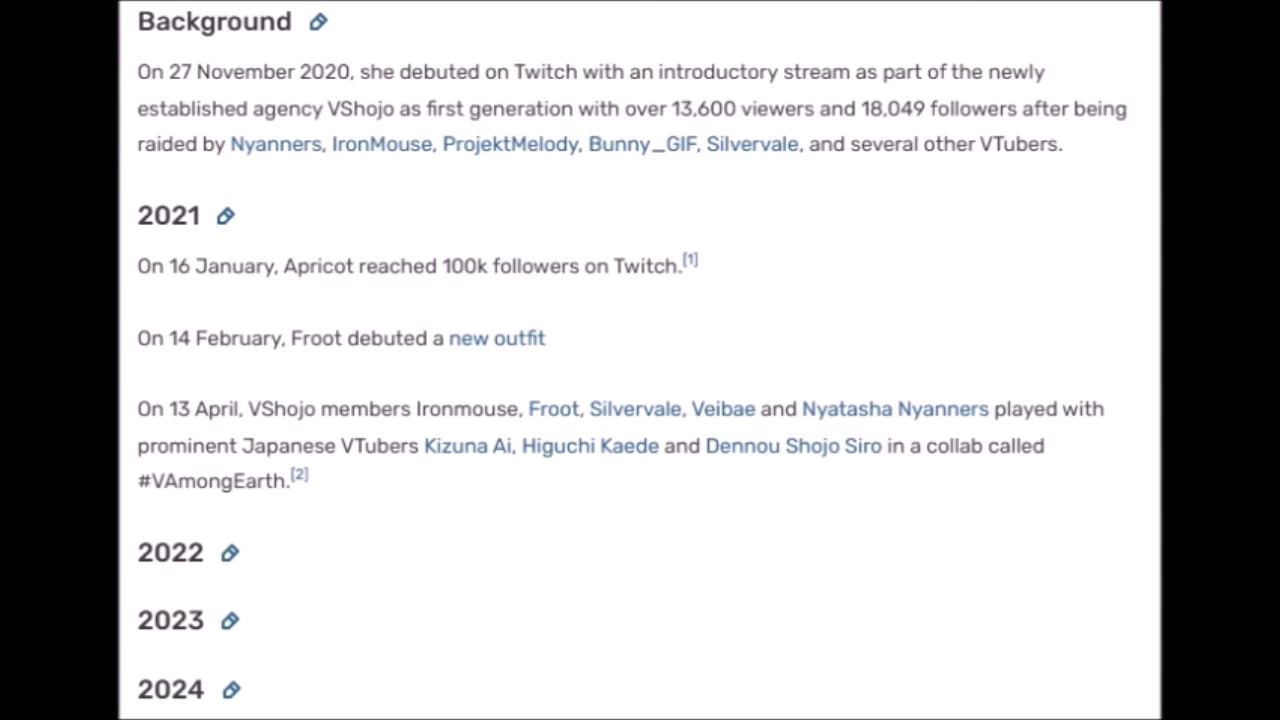 Background
On 27 November 2020, she debuted on Twitch with an introductory stream as part of the newly
established agency VShojo as first generation with over 13,600 viewers and 18,049 followers after being
raided by Nyanners, IronMouse, ProjektMelody, Bunny_GIF, Silvervale, and several other VTubers.
2021
On 16 January, Apricot reached 100k followers on Twitch.[1]
On 14 February, Froot debuted a new outfit
On 13 April, VShojo members Ironmouse, Froot, Silvervale, Veibae and Nyatasha Nyanners played with
prominent Japanese VTubers Kizuna Ai, Higuchi Kaede and Dennou Shojo Siro in a collab called
#VAmongEarth.[2]
2022
2023
2024